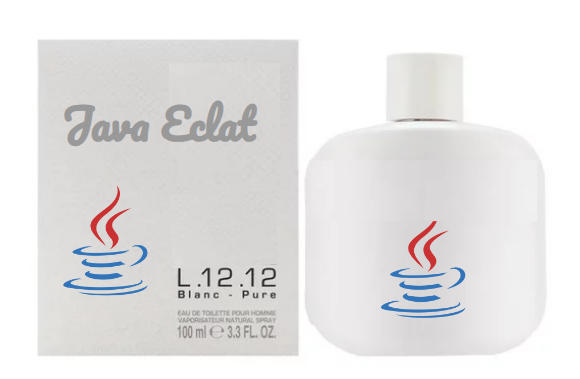 Java Eclat
L.12.12
Blanc - Pure
EAU DE TOILETTE POUR HOMME
VAPORISATEUR NATURAL SPRAY
100 ml ℮ 3.3 FL. OZ.